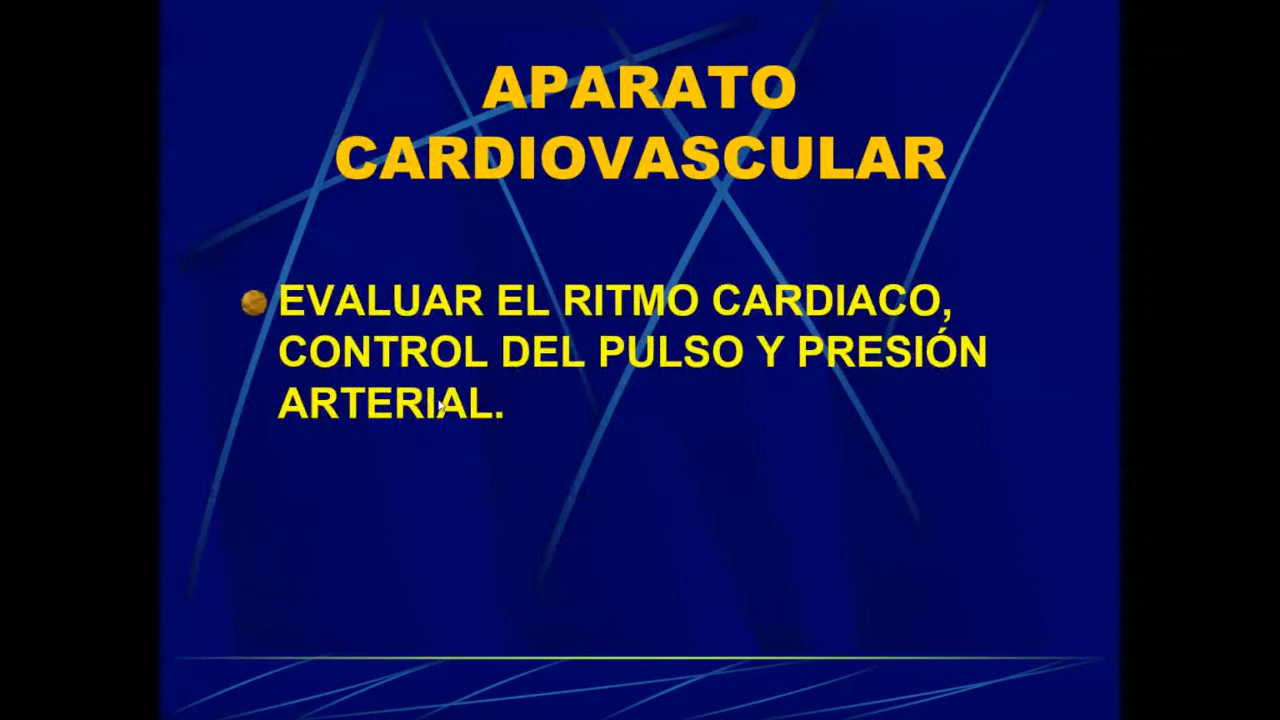 APARATO
CARDIOVASCULAR
EVALUAR EL RITMO CARDIACO,
CONTROL DEL PULSO Y PRESIÓN
ARTERIAL.